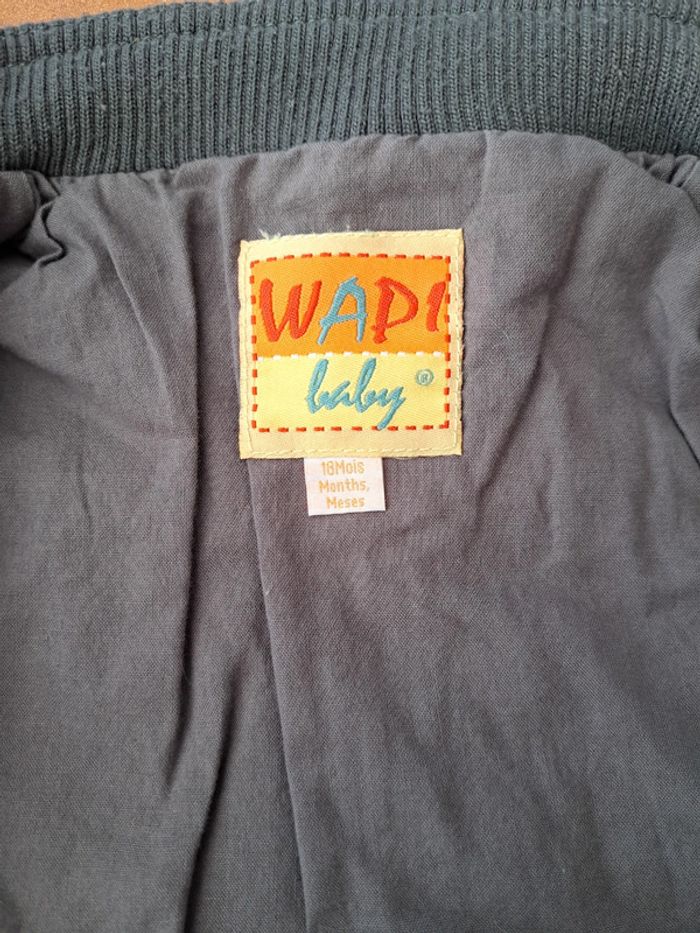 WAPI
baby®
18Mois
Months,
Meses